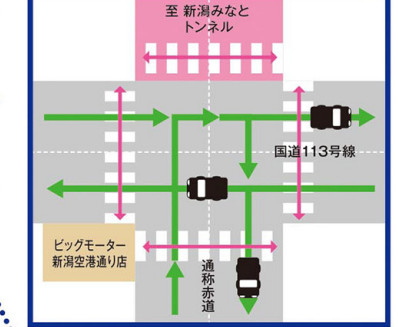 至 新潟みなと
トンネル
国道113号線
ビッグモーター
新潟空港通り店
通称赤道